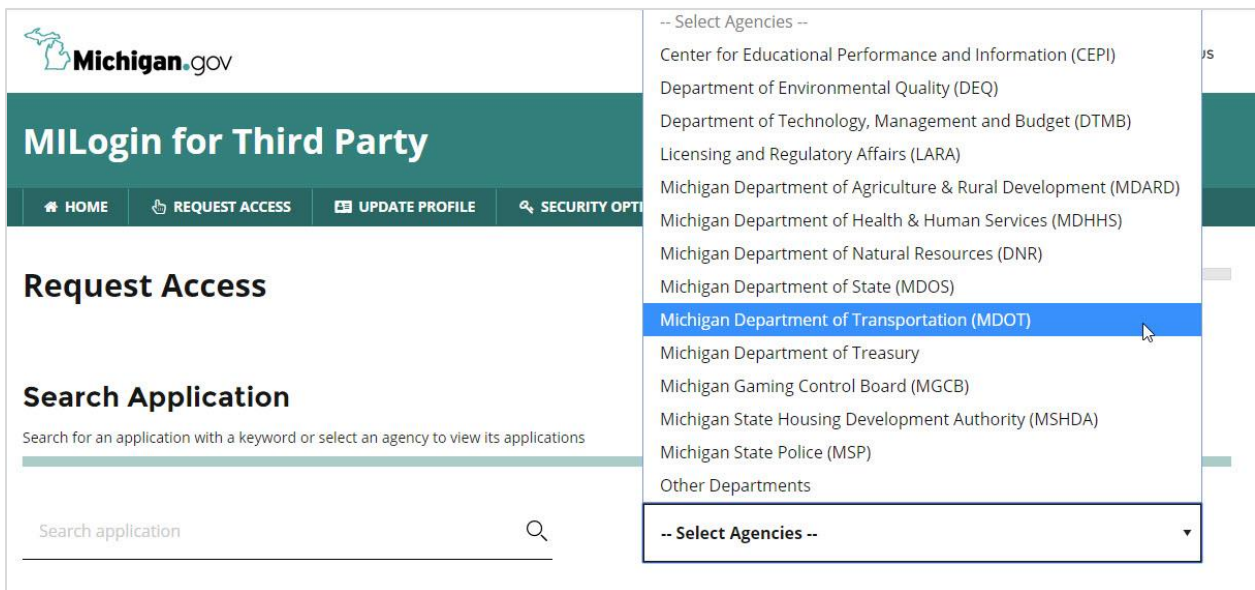 Michigan.gov
US
MILogin for Third Party
HOME
REQUEST ACCESS
UPDATE PROFILE
SECURITY OPTI
Request Access
Search Application
Search for an application with a keyword or select an agency to view its applications
Search application
-- Select Agencies --
Center for Educational Performance and Information (CEPI)
Department of Environmental Quality (DEQ)
Department of Technology, Management and Budget (DTMB)
Licensing and Regulatory Affairs (LARA)
Michigan Department of Agriculture & Rural Development (MDARD)
Michigan Department of Health & Human Services (MDHHS)
Michigan Department of Natural Resources (DNR)
Michigan Department of State (MDOS)
Michigan Department of Transportation (MDOT)
Michigan Department of Treasury
Michigan Gaming Control Board (MGCB)
Michigan State Housing Development Authority (MSHDA)
Michigan State Police (MSP)
Other Departments
-- Select Agencies --